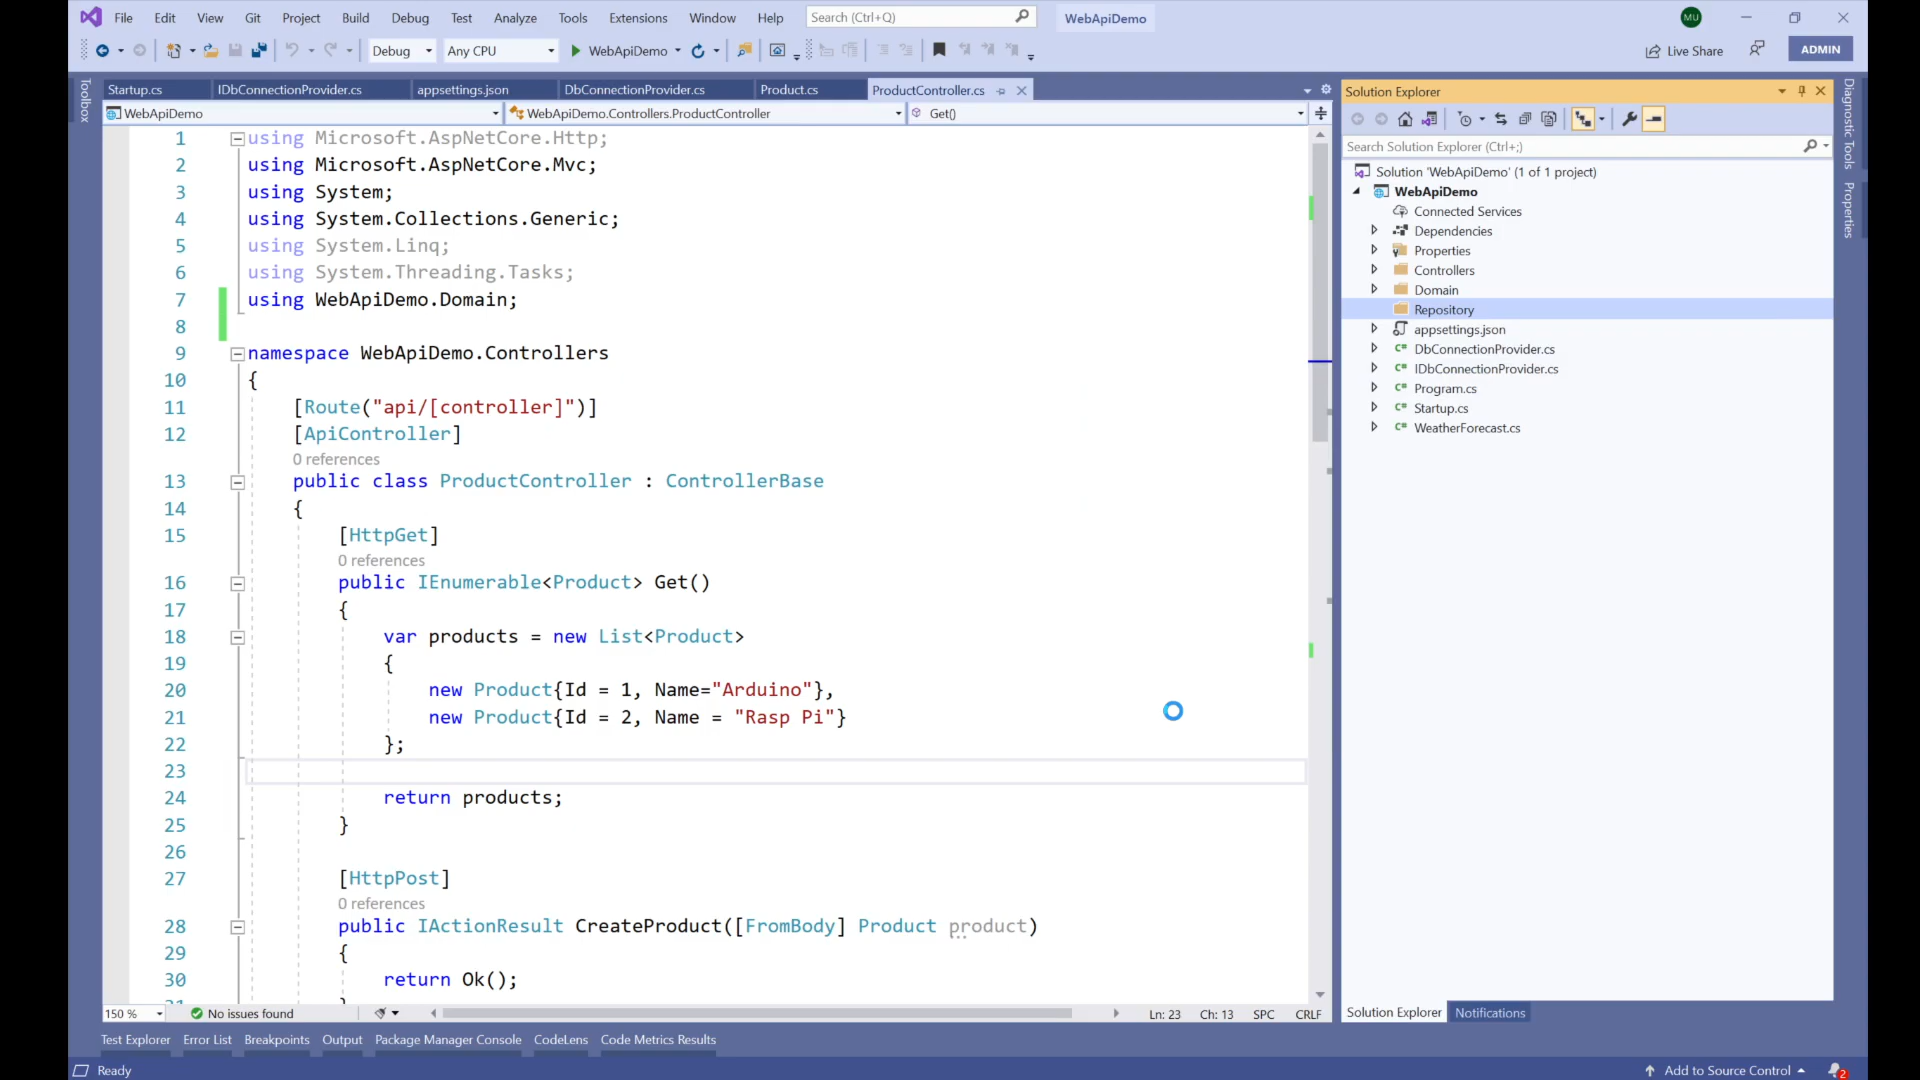 File Edit View Git Project Build Debug Test Analyze Tools Extensions Window Help Search (Ctrl+Q) WebApiDemo MU
Debug Any CPU WebApiDemo Live Share ADMIN
Toolbox
Startup.cs IDbConnectionProvider.cs appsettings.json DbConnectionProvider.cs Product.cs ProductController.cs
WebApiDemo WebApiDemo.Controllers.ProductController Get()
1 using Microsoft.AspNetCore.Http;
2 using Microsoft.AspNetCore.Mvc;
3 using System;
4 using System.Collections.Generic;
5 using System.Linq;
6 using System.Threading.Tasks;
7 using WebApiDemo.Domain;
8
9 namespace WebApiDemo.Controllers
10 {
11 [Route("api/[controller]")]
12 [ApiController]
0 references
13 public class ProductController : ControllerBase
14 {
15 [HttpGet]
0 references
16 public IEnumerable<Product> Get()
17 {
18 var products = new List<Product>
19 {
20 new Product{Id = 1, Name="Arduino"},
21 new Product{Id = 2, Name = "Rasp Pi"}
22 };
23
24 return products;
25 }
26
27 [HttpPost]
0 references
28 public IActionResult CreateProduct([FromBody] Product product)
29 {
30 return Ok();
31 }
150 % No issues found Ln: 23 Ch: 13 SPC CRLF
Solution Explorer
Search Solution Explorer (Ctrl+;)
Solution 'WebApiDemo' (1 of 1 project)
WebApiDemo
Connected Services
Dependencies
Properties
Controllers
Domain
Repository
appsettings.json
DbConnectionProvider.cs
IDbConnectionProvider.cs
Program.cs
Startup.cs
WeatherForecast.cs
Solution Explorer Notifications
Diagnostic Tools
Properties
Test Explorer Error List Breakpoints Output Package Manager Console CodeLens Code Metrics Results
Ready Add to Source Control 2